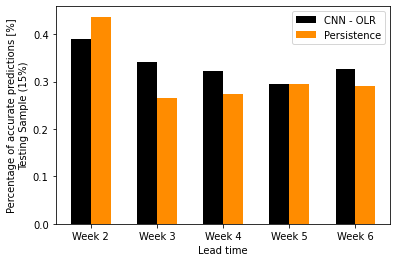 Percentage of accurate predictions [%]
Testing Sample (15%)
0.4
0.3
0.2
0.1
0.0
CNN - OLR
Persistence
Week 2 Week 3 Week 4 Week 5 Week 6
Lead time